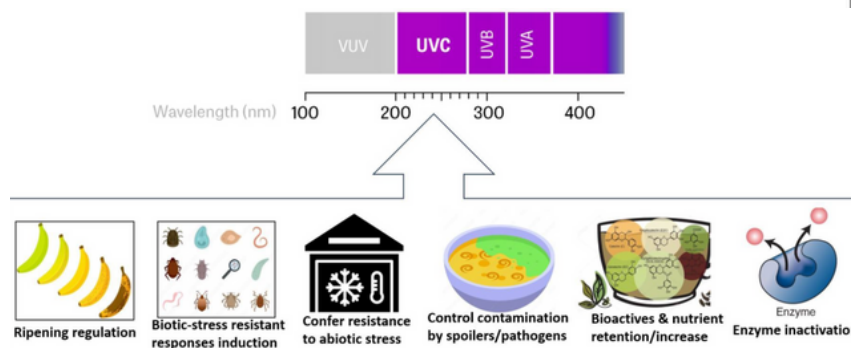 VUV UVC UVB UVA
Wavelength (nm) 100 200 300 400
Ripening regulation
Biotic-stress resistant
responses induction
Confer resistance
to abiotic stress
Control contamination
by spoilers/pathogens
Bioactives & nutrient
retention/increase
Enzyme
Enzyme inactivatio